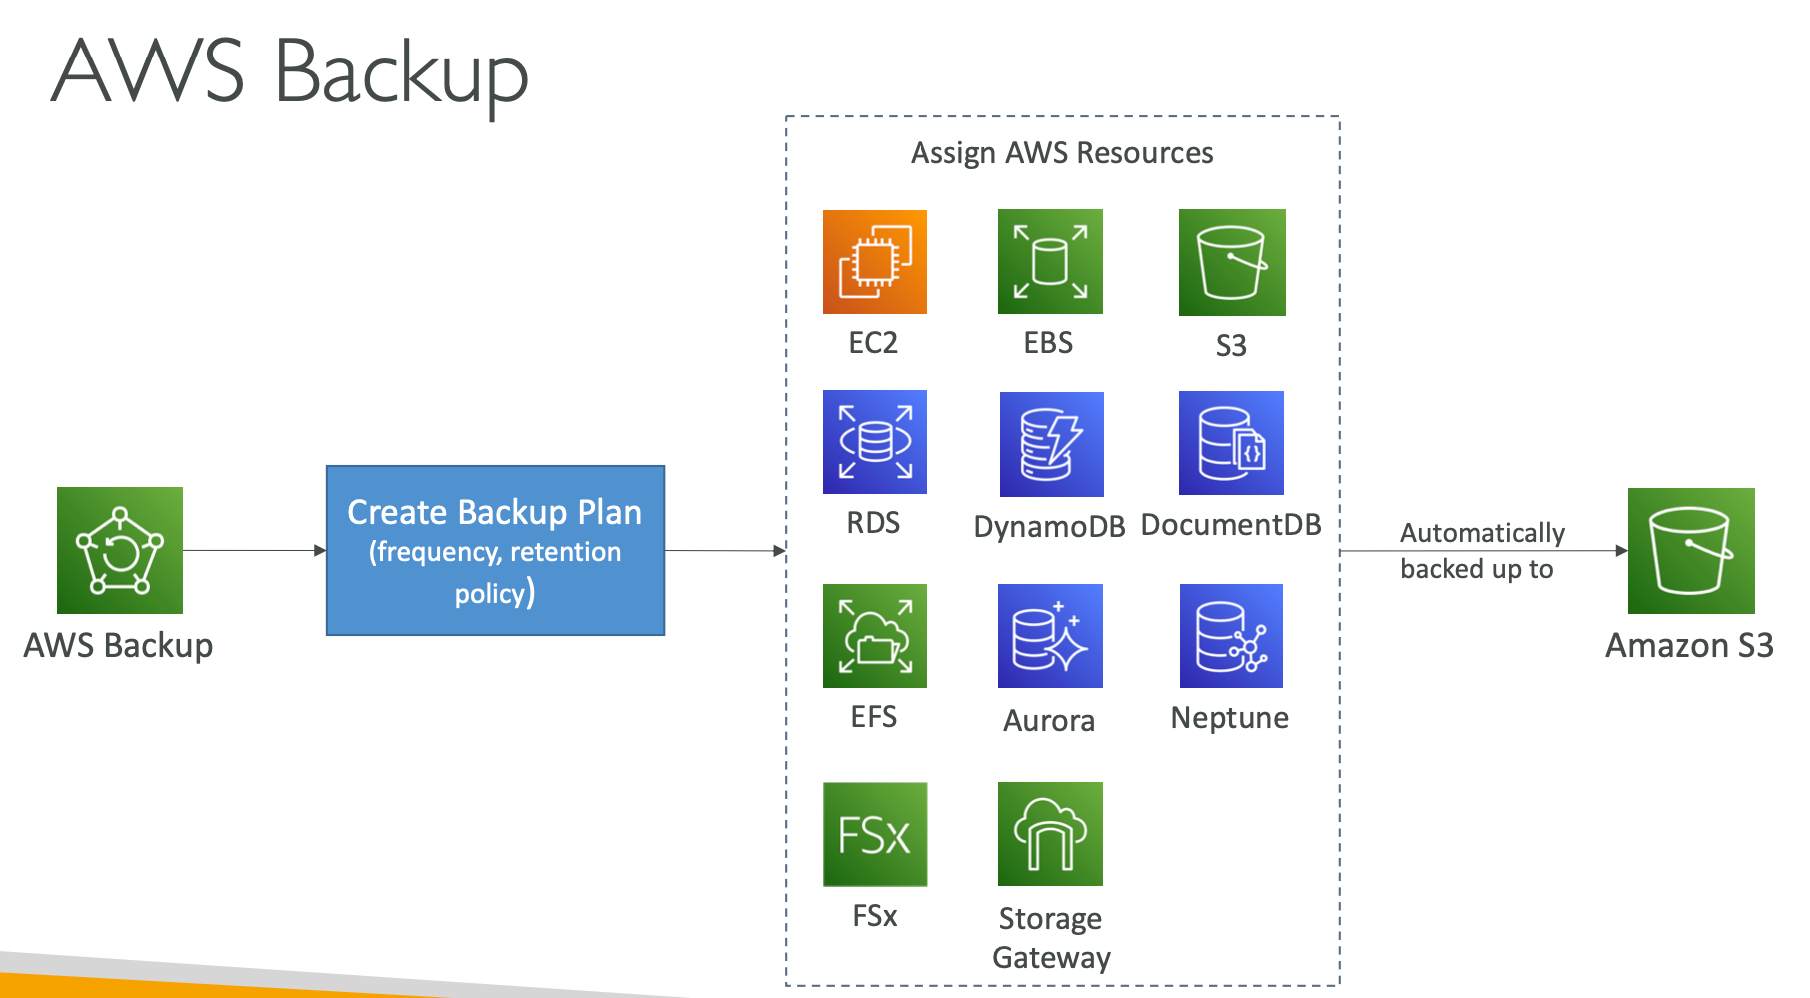 AWS Backup
Assign AWS Resources
EC2
EBS
S3
RDS
DynamoDB
DocumentDB
{}
AWS Backup
Create Backup Plan
(frequency, retention
policy)
Automatically
backed up to
Amazon S3
EFS
Aurora
Neptune
FSx
FSx
Storage
Gateway